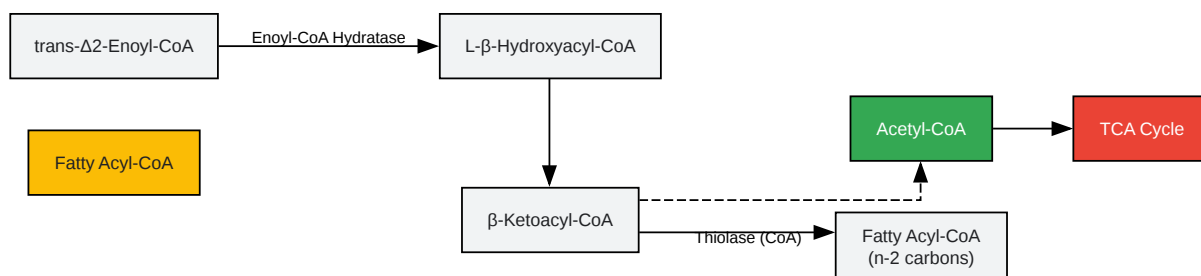 trans-Δ2-Enoyl-CoA
Enoyl-CoA Hydratase
L-β-Hydroxyacyl-CoA
Fatty Acyl-CoA
Acetyl-CoA
TCA Cycle
β-Ketoacyl-CoA
Thiolase (CoA)
Fatty Acyl-CoA
(n-2 carbons)